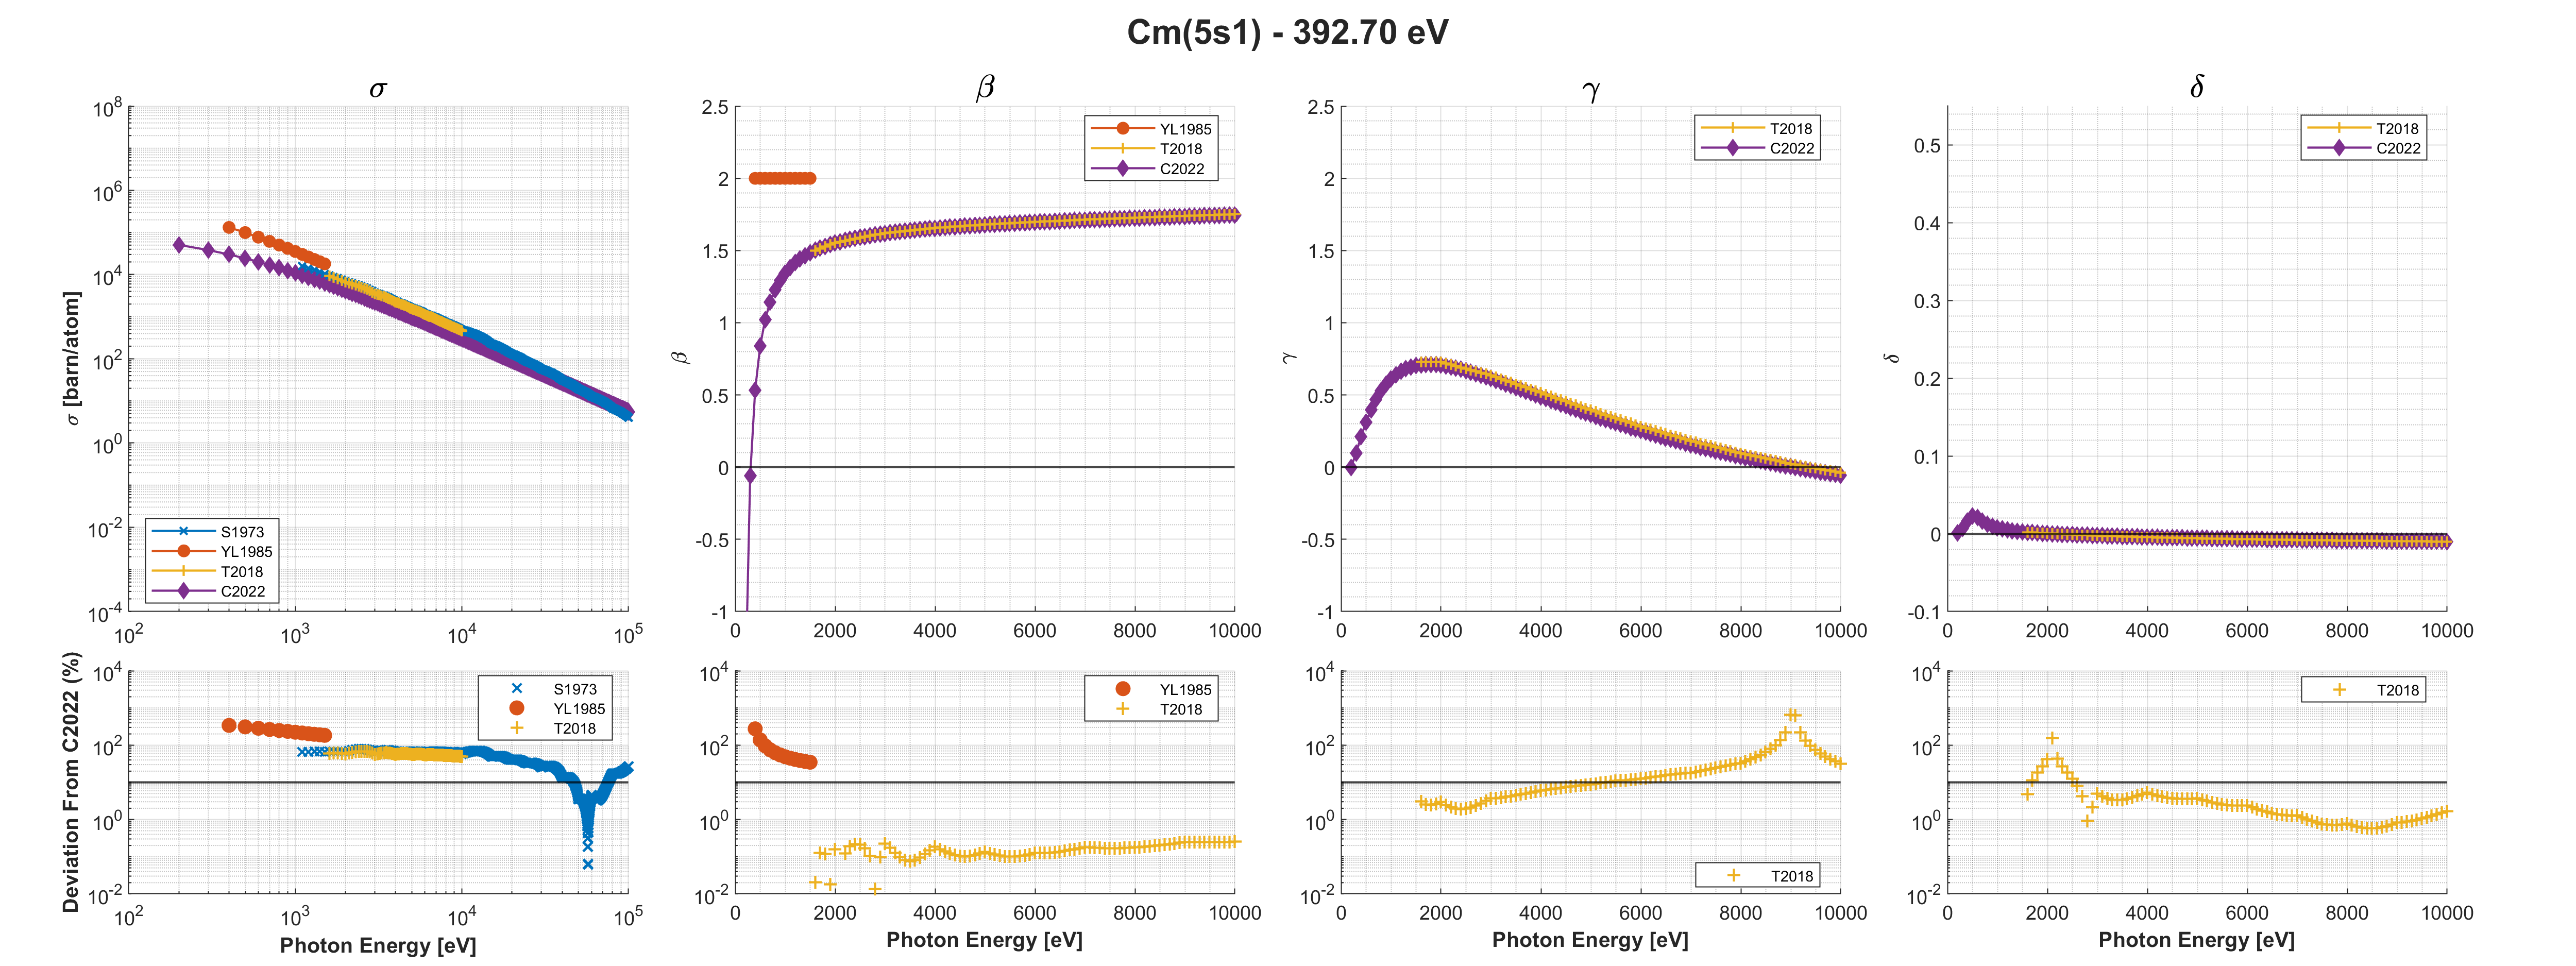 Cm(5s1) - 392.70 eV
σ
σ [barn/atom]
10^8
10^6
10^4
10^2
10^0
10^-2
10^-4
10^2
10^3
10^4
10^5
S1973
YL1985
T2018
C2022
β
β
2.5
2
1.5
1
0.5
0
-0.5
-1
0
2000
4000
6000
8000
10000
YL1985
T2018
C2022
γ
γ
2.5
2
1.5
1
0.5
0
-0.5
-1
0
2000
4000
6000
8000
10000
T2018
C2022
δ
δ
0.5
0.4
0.3
0.2
0.1
0
-0.1
0
2000
4000
6000
8000
10000
T2018
C2022
Deviation From C2022 (%)
10^4
10^2
10^0
10^-2
10^2
10^3
10^4
10^5
S1973
YL1985
T2018
Photon Energy [eV]
10^4
10^2
10^0
10^-2
0
2000
4000
6000
8000
10000
YL1985
T2018
Photon Energy [eV]
10^4
10^2
10^0
10^-2
0
2000
4000
6000
8000
10000
T2018
Photon Energy [eV]
10^4
10^2
10^0
10^-2
0
2000
4000
6000
8000
10000
T2018
Photon Energy [eV]